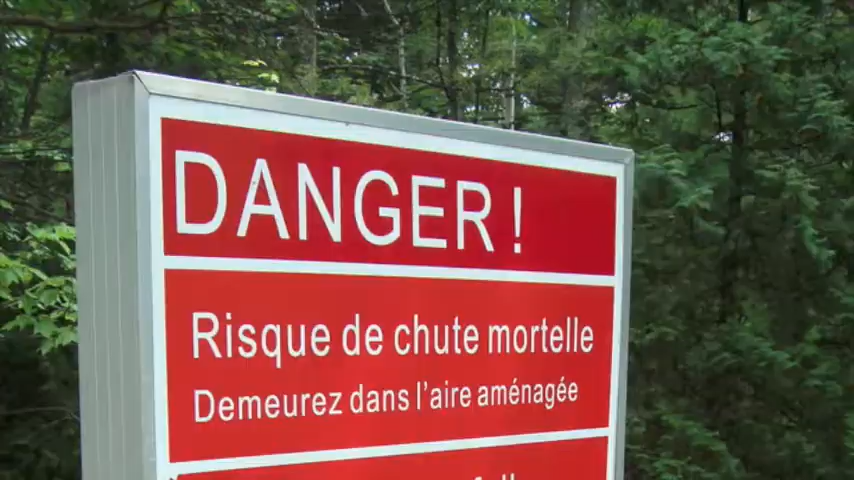 DANGER !
Risque de chute mortelle
Demeurez dans l'aire aménagée